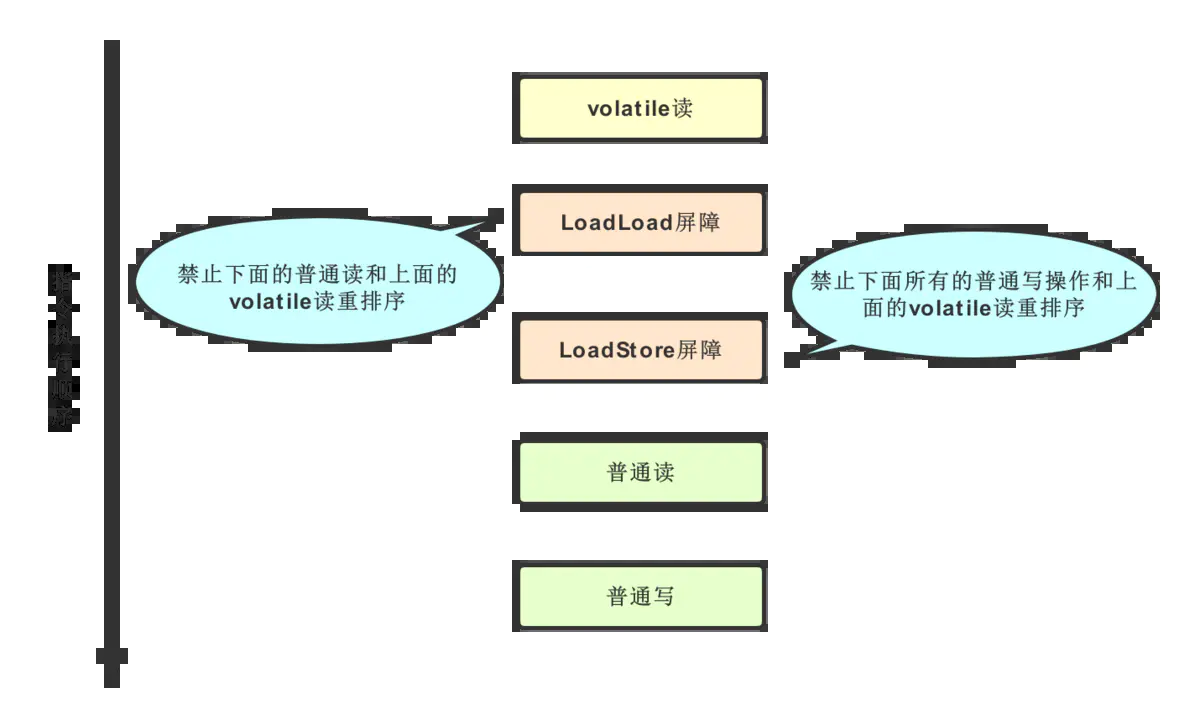 volatile读
LoadLoad屏障
禁止下面的普通读和上面的
volatile读重排序
禁止下面所有的普通写操作和上
面的volatile读重排序
LoadStore屏障
指令执行顺序
普通读
普通写